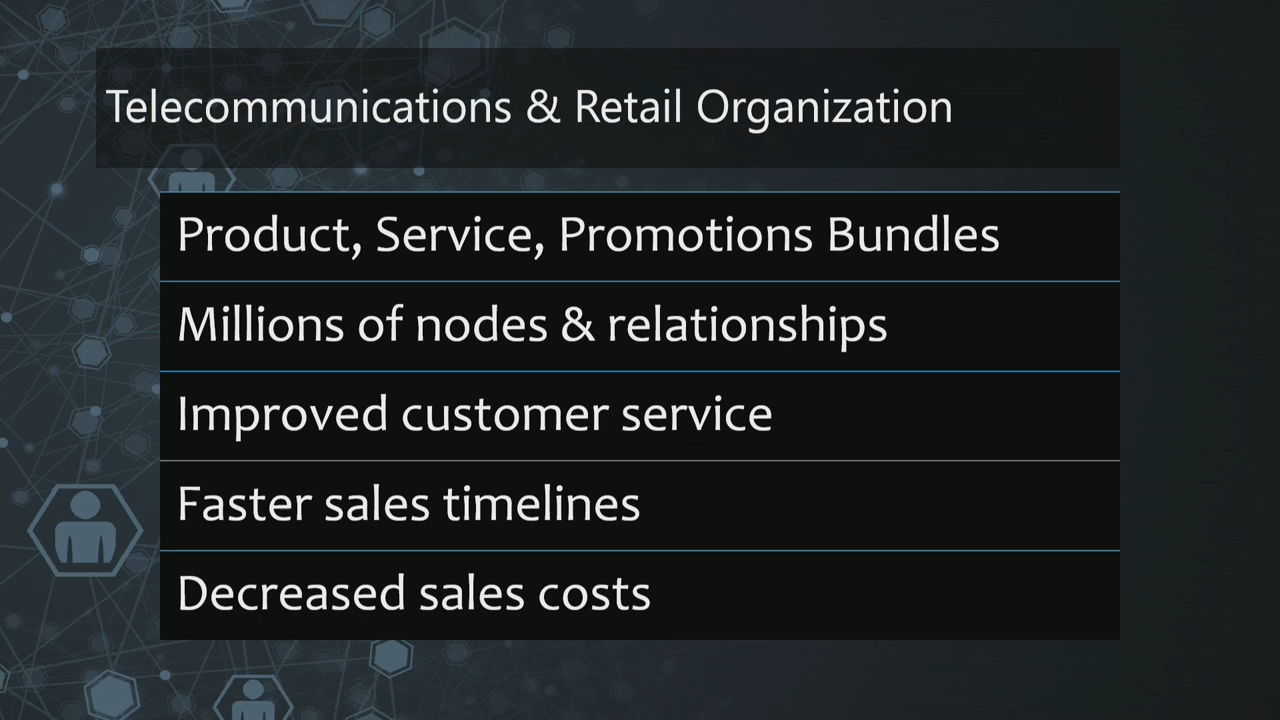 Telecommunications & Retail Organization
Product, Service, Promotions Bundles
Millions of nodes & relationships
Improved customer service
Faster sales timelines
Decreased sales costs